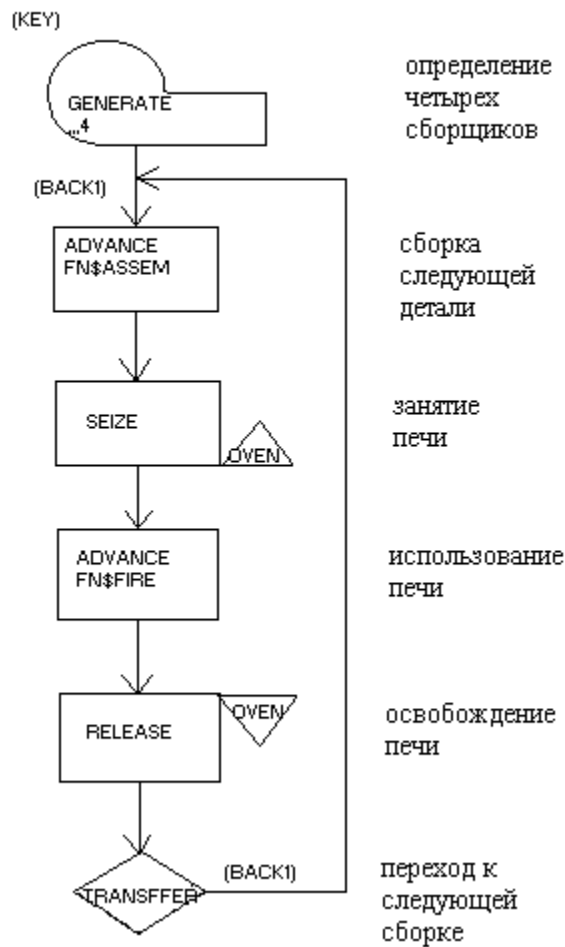 (KEY)
GENERATE
,,,4
определение
четырех
сборщиков
(BACK1)
ADVANCE
FN$ASSEM
сборка
следующей
детали
SEIZE
OVEN
занятие
печи
ADVANCE
FN$FIRE
использование
печи
RELEASE
OVEN
освобождение
печи
TRANSFFER
(BACK1)
переход к
следующей
сборке